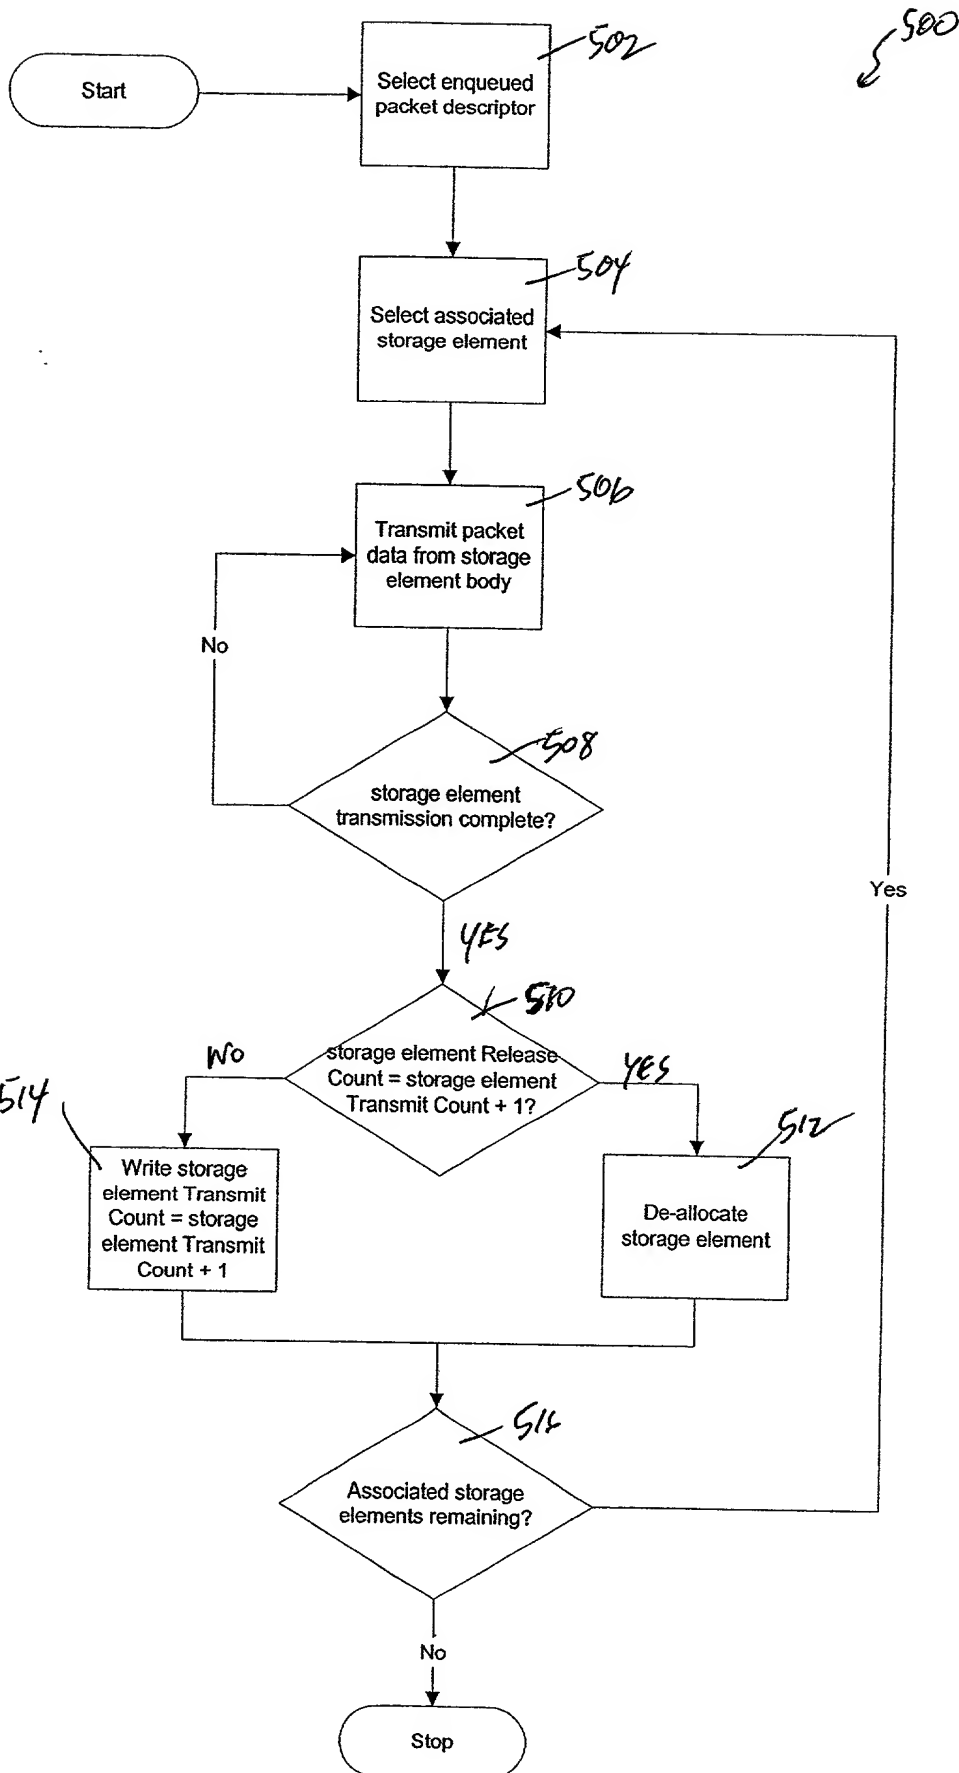 500
502
Start
Select enqueued
packet descriptor
504
Select associated
storage element
506
Transmit packet
data from storage
element body
No
508
storage element
transmission complete?
Yes
YES
510
storage element Release
Count = storage element
Transmit Count + 1?
NO
YES
514
512
Write storage
element Transmit
Count = storage
element Transmit
Count + 1
De-allocate
storage element
516
Associated storage
elements remaining?
No
Stop